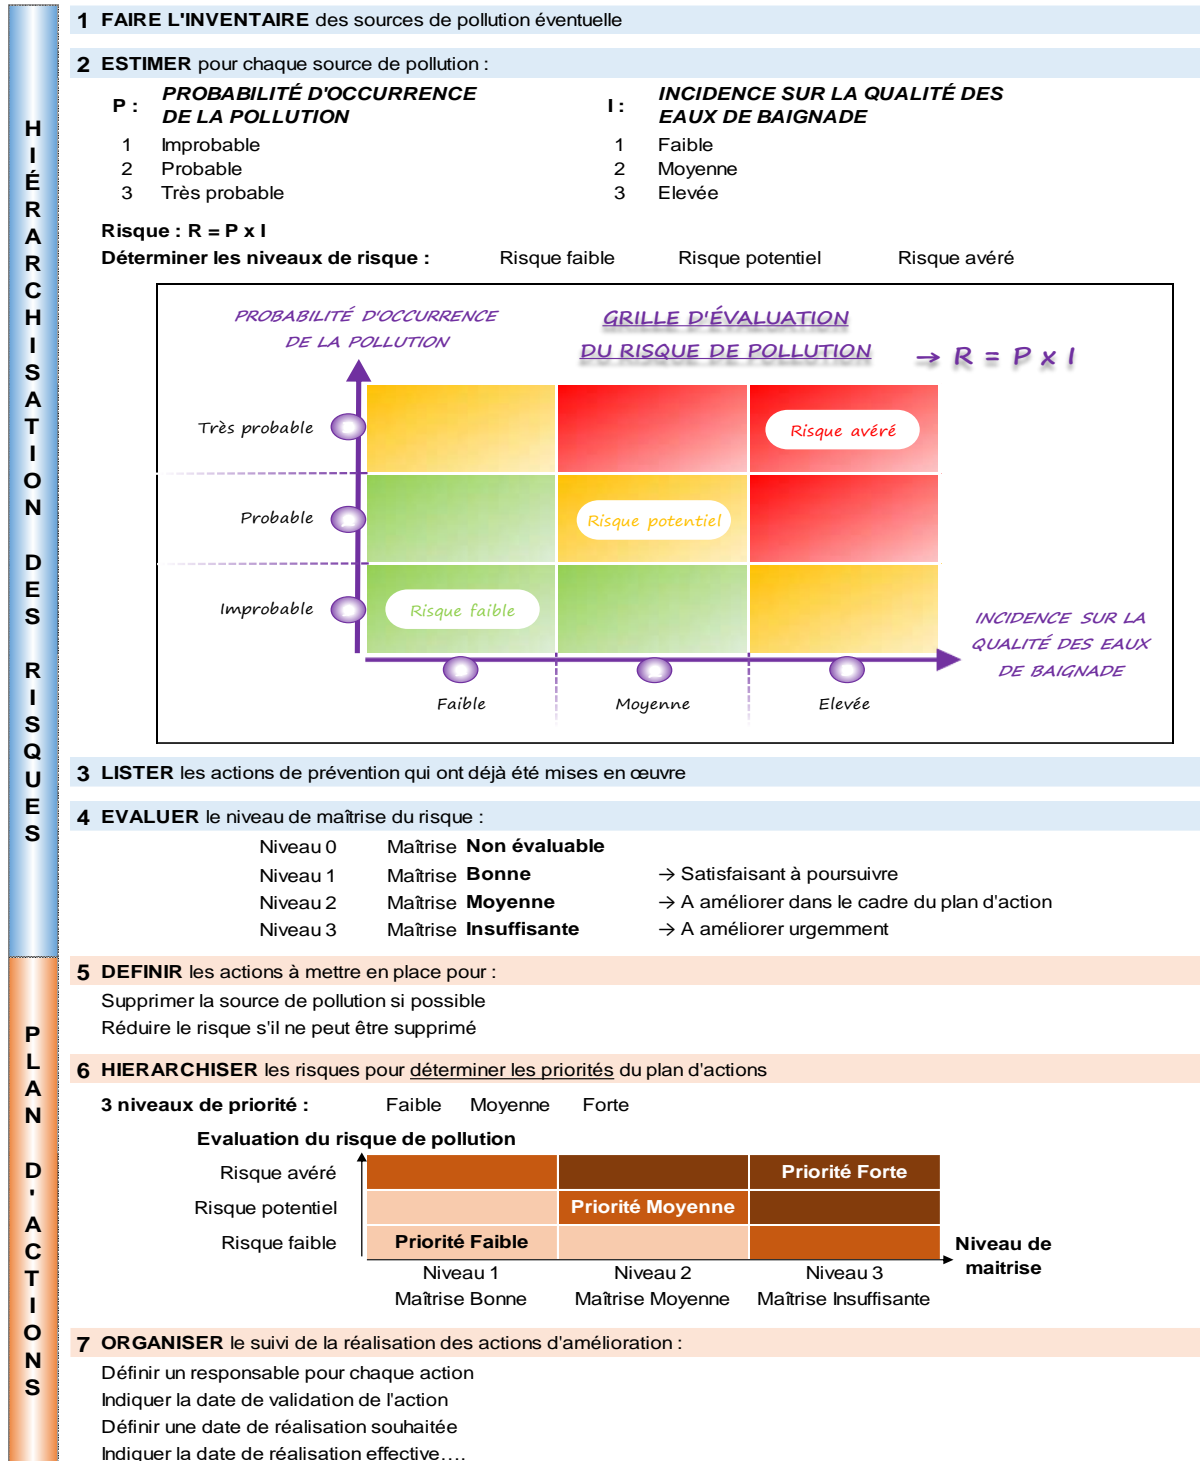 HIÉRARCHISATION DES RISQUES
1 FAIRE L'INVENTAIRE des sources de pollution éventuelle
2 ESTIMER pour chaque source de pollution :
P : PROBABILITÉ D'OCCURRENCE
DE LA POLLUTION
1 Improbable
2 Probable
3 Très probable
I : INCIDENCE SUR LA QUALITÉ DES
EAUX DE BAIGNADE
1 Faible
2 Moyenne
3 Elevée
Risque : R = P x I
Déterminer les niveaux de risque : Risque faible Risque potentiel Risque avéré
PROBABILITÉ D'OCCURRENCE
DE LA POLLUTION
GRILLE D'ÉVALUATION
DU RISQUE DE POLLUTION → R = P x I
Très probable
Risque avéré
Probable
Risque potentiel
Improbable
Risque faible
INCIDENCE SUR LA
QUALITÉ DES EAUX
DE BAIGNADE
Faible Moyenne Elevée
3 LISTER les actions de prévention qui ont déjà été mises en œuvre
4 EVALUER le niveau de maîtrise du risque :
Niveau 0 Maîtrise Non évaluable
Niveau 1 Maîtrise Bonne → Satisfaisant à poursuivre
Niveau 2 Maîtrise Moyenne → A améliorer dans le cadre du plan d'action
Niveau 3 Maîtrise Insuffisante → A améliorer urgemment
PLAN D'ACTIONS
5 DEFINIR les actions à mettre en place pour :
Supprimer la source de pollution si possible
Réduire le risque s'il ne peut être supprimé
6 HIERARCHISER les risques pour déterminer les priorités du plan d'actions
3 niveaux de priorité : Faible Moyenne Forte
Evaluation du risque de pollution
Risque avéré Priorité Forte
Risque potentiel Priorité Moyenne
Risque faible Priorité Faible
Niveau de
maitrise
Niveau 1 Niveau 2 Niveau 3
Maîtrise Bonne Maîtrise Moyenne Maîtrise Insuffisante
7 ORGANISER le suivi de la réalisation des actions d'amélioration :
Définir un responsable pour chaque action
Indiquer la date de validation de l'action
Définir une date de réalisation souhaitée
Indiquer la date de réalisation effective….